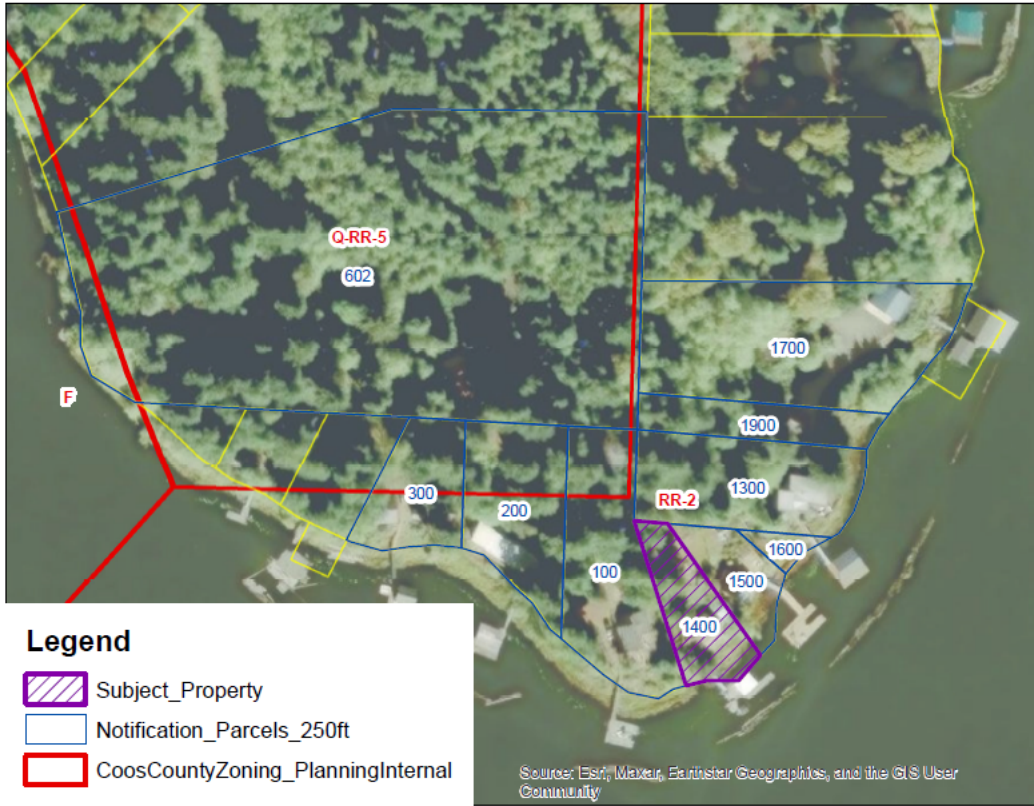 Q-RR-5
602
1700
F
1900
300
1300
RR-2
200
1600
100
1500
1400
Legend
Subject_Property
Notification_Parcels_250ft
CoosCountyZoning_PlanningInternal
Source: Esri, Maxar, Earthstar Geographics, and the GIS User
Community